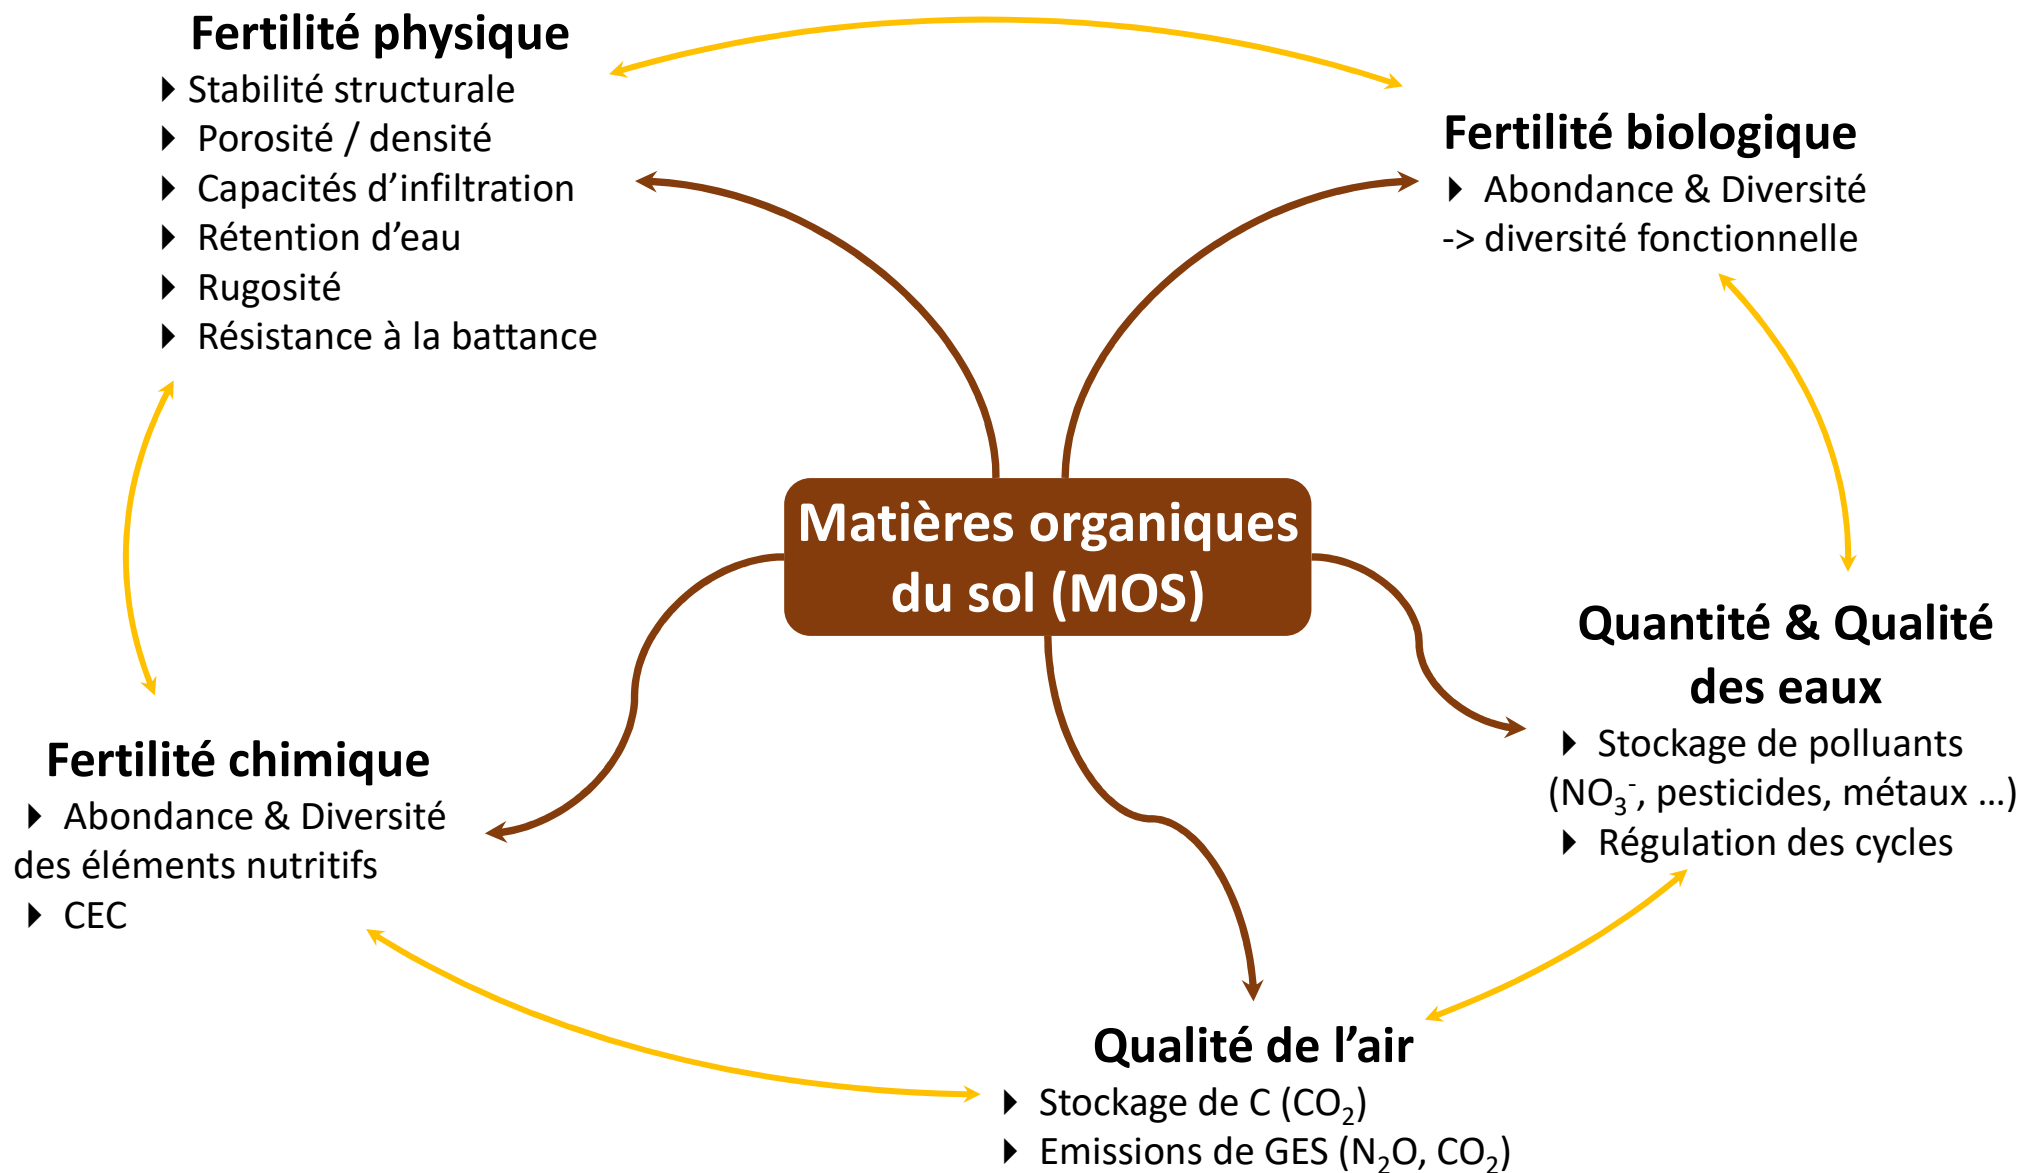 Fertilité physique
‣ Stabilité structurale
‣ Porosité / densité
‣ Capacités d’infiltration
‣ Rétention d’eau
‣ Rugosité
‣ Résistance à la battance
Fertilité biologique
‣ Abondance & Diversité
-> diversité fonctionnelle
Matières organiques
du sol (MOS)
Quantité & Qualité
des eaux
‣ Stockage de polluants
(NO₃⁻, pesticides, métaux …)
‣ Régulation des cycles
Fertilité chimique
‣ Abondance & Diversité
des éléments nutritifs
‣ CEC
Qualité de l’air
‣ Stockage de C (CO₂)
‣ Emissions de GES (N₂O, CO₂)